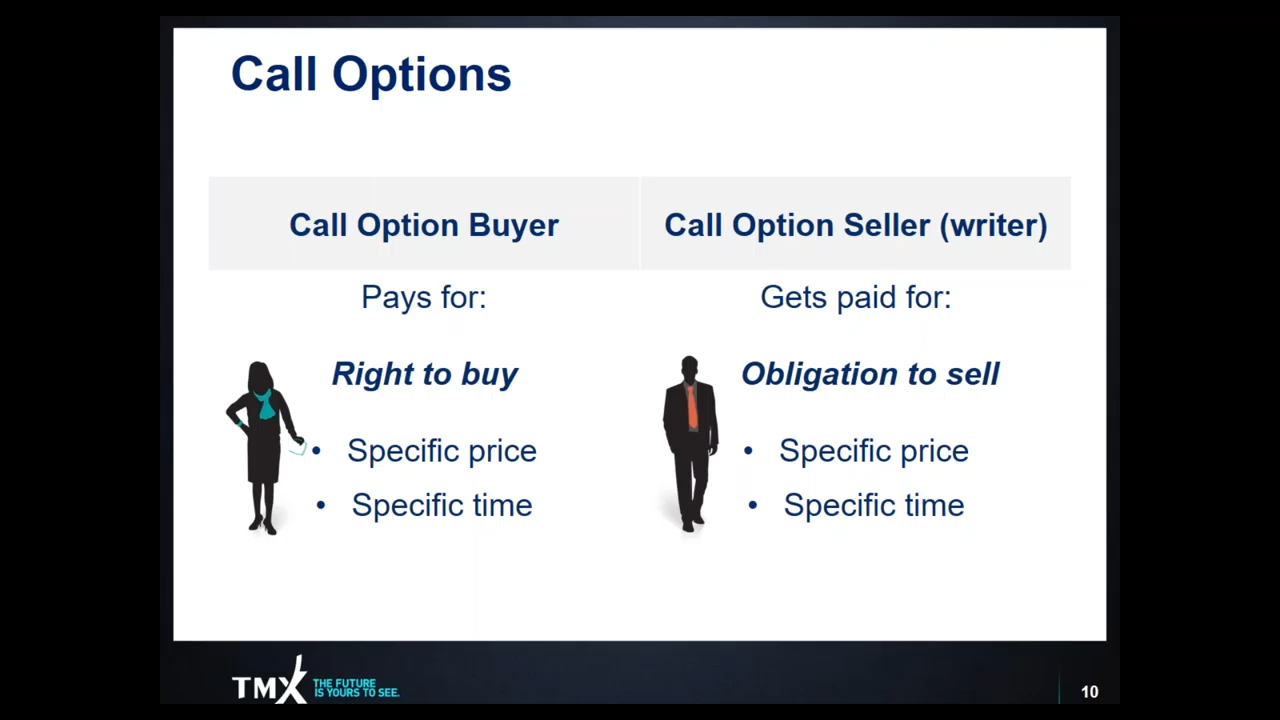 Call Options
Call Option Buyer
Call Option Seller (writer)
Pays for:
Gets paid for:
Right to buy
Obligation to sell
• Specific price
• Specific price
• Specific time
• Specific time
TMX
THE FUTURE
IS YOURS TO SEE.
10